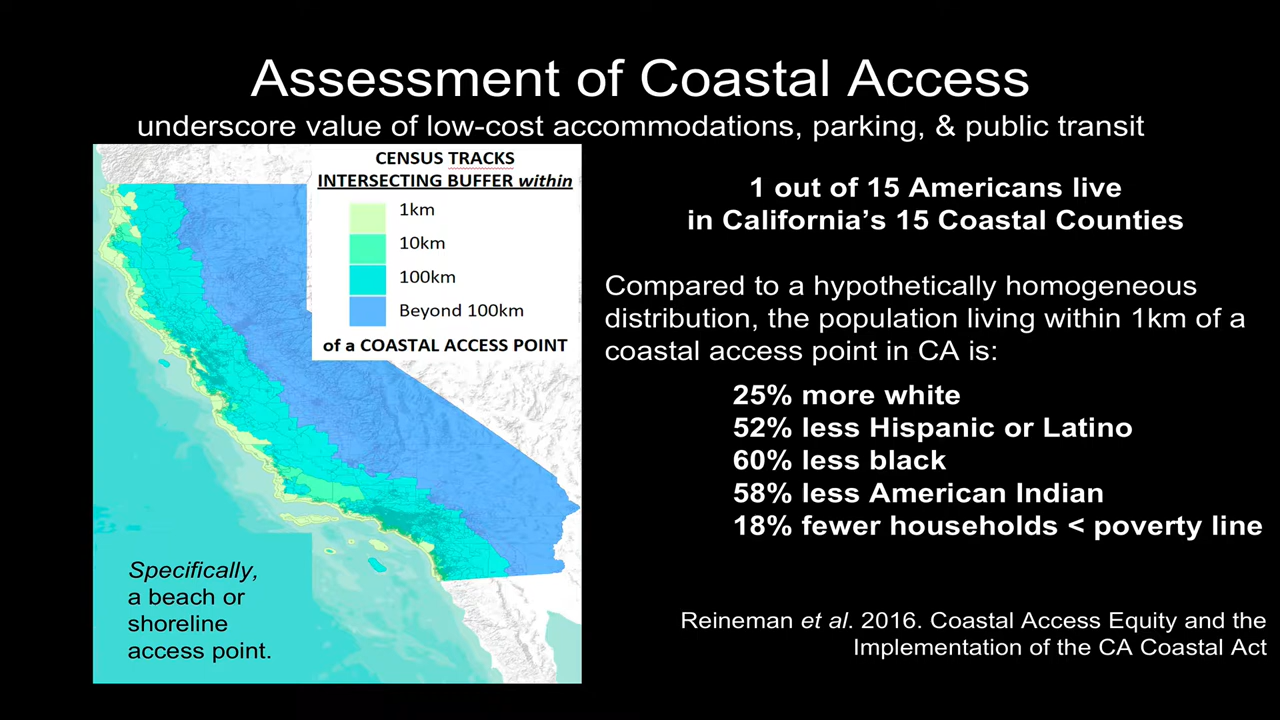 Assessment of Coastal Access
underscore value of low-cost accommodations, parking, & public transit
CENSUS TRACKS
INTERSECTING BUFFER within
1km
10km
100km
Beyond 100km
of a COASTAL ACCESS POINT
Specifically,
a beach or
shoreline
access point.
1 out of 15 Americans live
in California’s 15 Coastal Counties
Compared to a hypothetically homogeneous
distribution, the population living within 1km of a
coastal access point in CA is:
25% more white
52% less Hispanic or Latino
60% less black
58% less American Indian
18% fewer households < poverty line
Reineman et al. 2016. Coastal Access Equity and the
Implementation of the CA Coastal Act